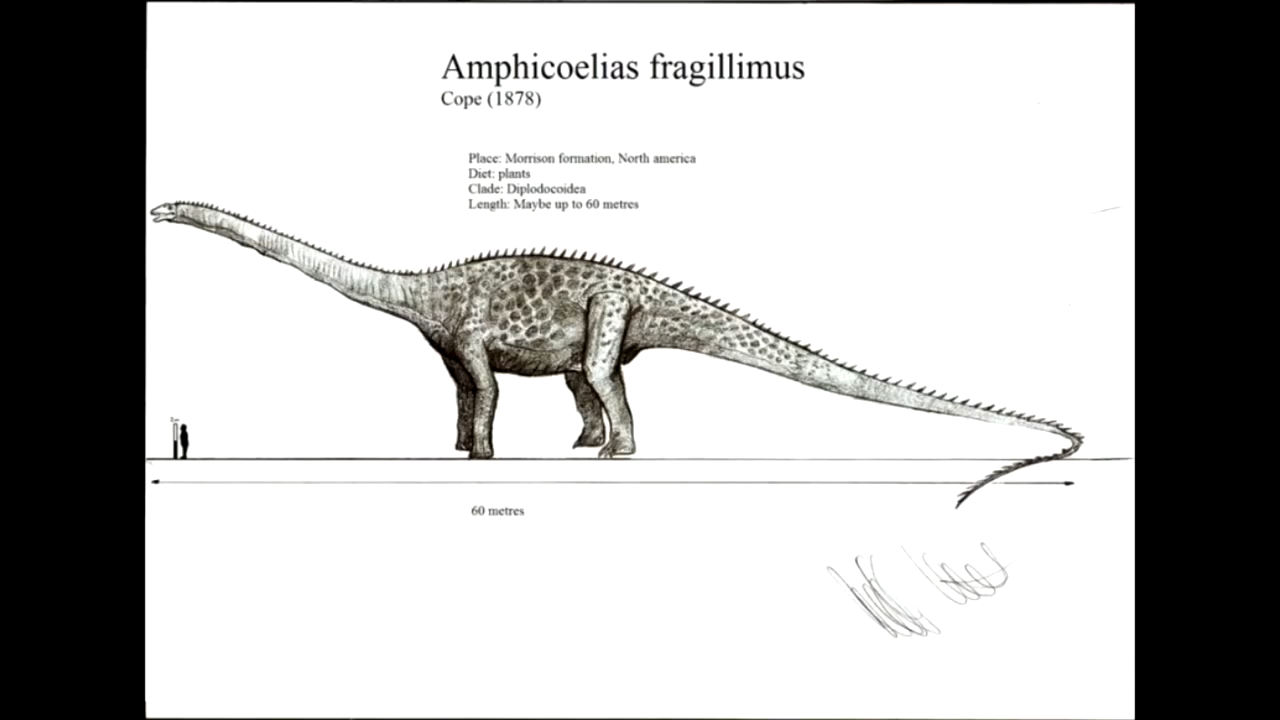 Amphicoelias fragillimus
Cope (1878)
Place: Morrison formation, North america
Diet: plants
Clade: Diplodocoidea
Length: Maybe up to 60 metres
60 metres